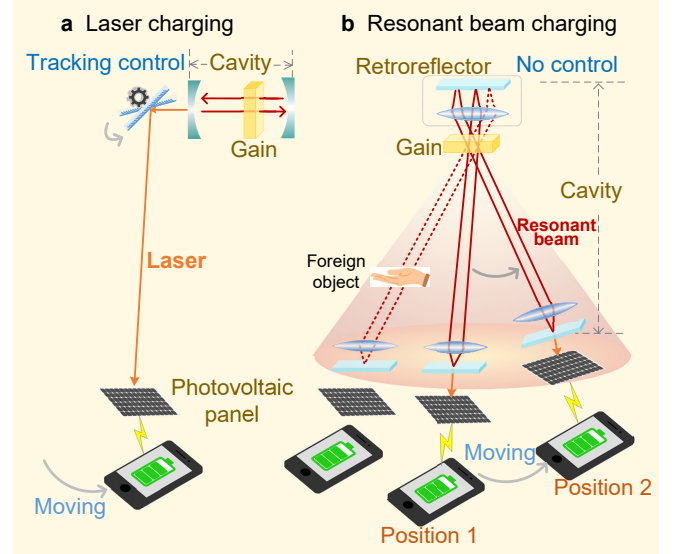 a Laser charging
Tracking control
Cavity
Gain
Laser
Photovoltaic
panel
Moving
b Resonant beam charging
Retroreflector
No control
Gain
Cavity
Resonant
beam
Foreign
object
Moving
Position 1
Position 2